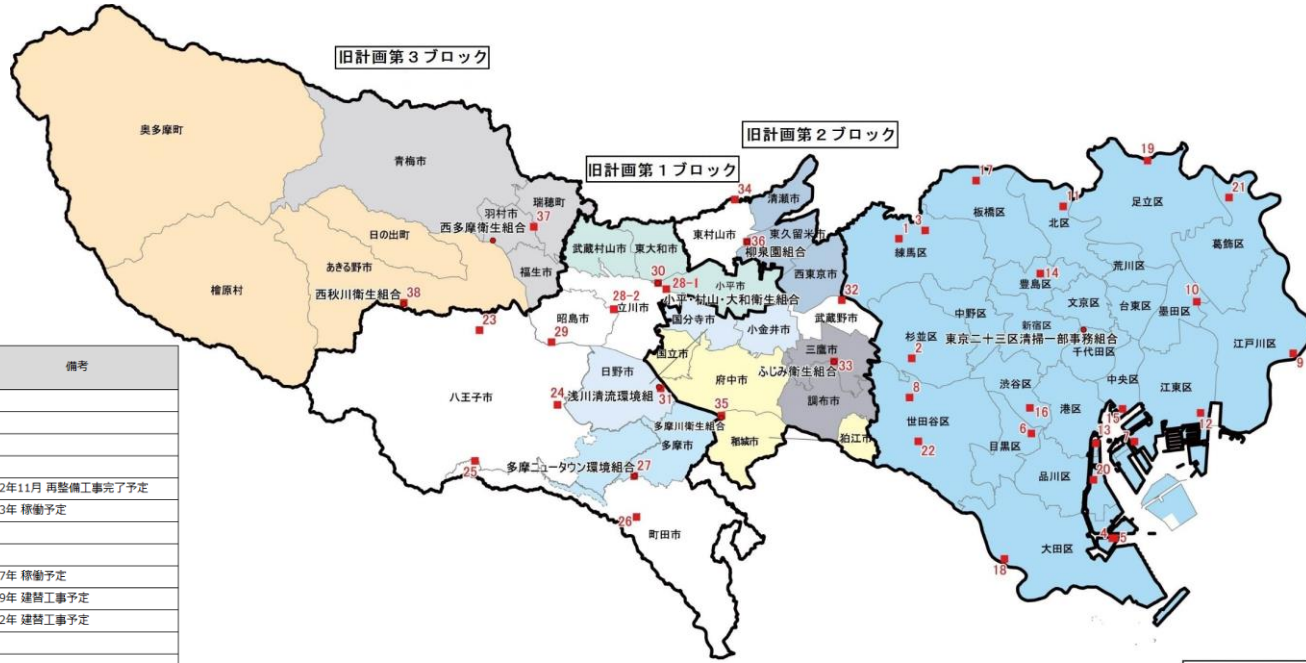 旧計画第3ブロック
旧計画第2ブロック
旧計画第1ブロック
奥多摩町
青梅市
瑞穂町
羽村市
37
西多摩衛生組合
日の出町
福生市
あきる野市
檜原村
西秋川衛生組合
38
34
清瀬市
東村山市
東久留米市
36
柳泉園組合
武蔵村山市
東大和市
西東京市
30
28-1
小平市
小平・村山・大和衛生組合
28-2
立川市
32
23
昭島市
29
国分寺市
小金井市
武蔵野市
国立市
三鷹市
府中市
ふじみ衛生組合
33
日野市
八王子市
24
浅川清流環境組
31
調布市
多摩川衛生組合
35
多摩市
稲城市
狛江市
25
多摩ニュータウン環境組合
27
26
町田市
19
17
11
21
足立区
板橋区
北区
3
1
練馬区
葛飾区
荒川区
14
豊島区
10
文京区
台東区
墨田区
中野区
新宿区
杉並区
東京二十三区清掃一部事務組合
2
千代田区
江戸川区
9
渋谷区
中央区
8
江東区
世田谷区
16
港区
15
12
6
13
7
22
目黒区
品川区
20
4
5
大田区
18
備考
2年11月 再整備工事完了予定
3年 稼働予定
7年 稼働予定
9年 建替工事予定
2年 建替工事予定